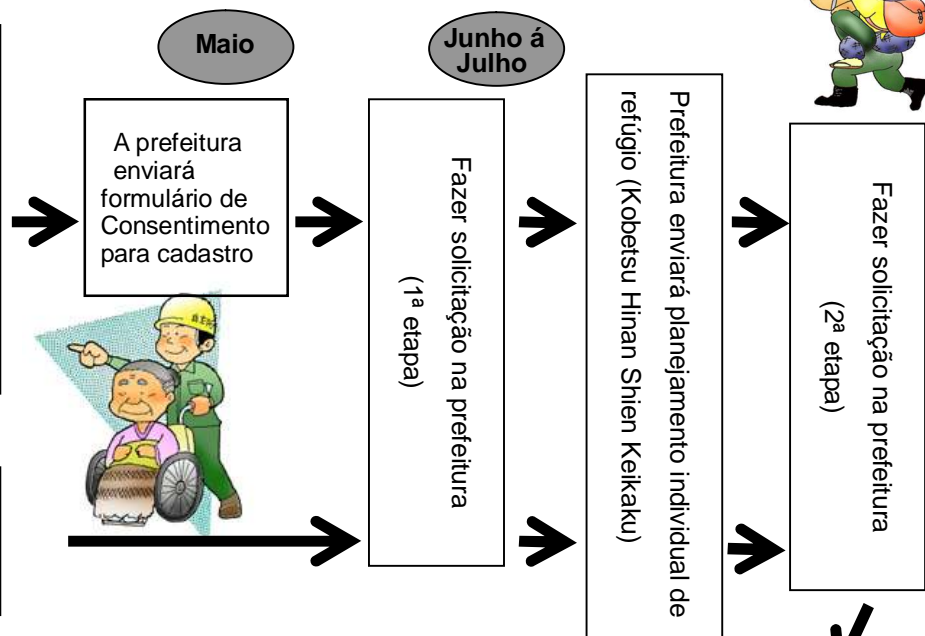 Maio
Junho á
Julho
A prefeitura
enviará
formulário de
Consentimento
para cadastro
Fazer solicitação na prefeitura
(1ª etapa)
Prefeitura enviará planejamento individual de
refúgio (Kobetsu Hinan Shien Keikaku)
Fazer solicitação na prefeitura
(2ª etapa)